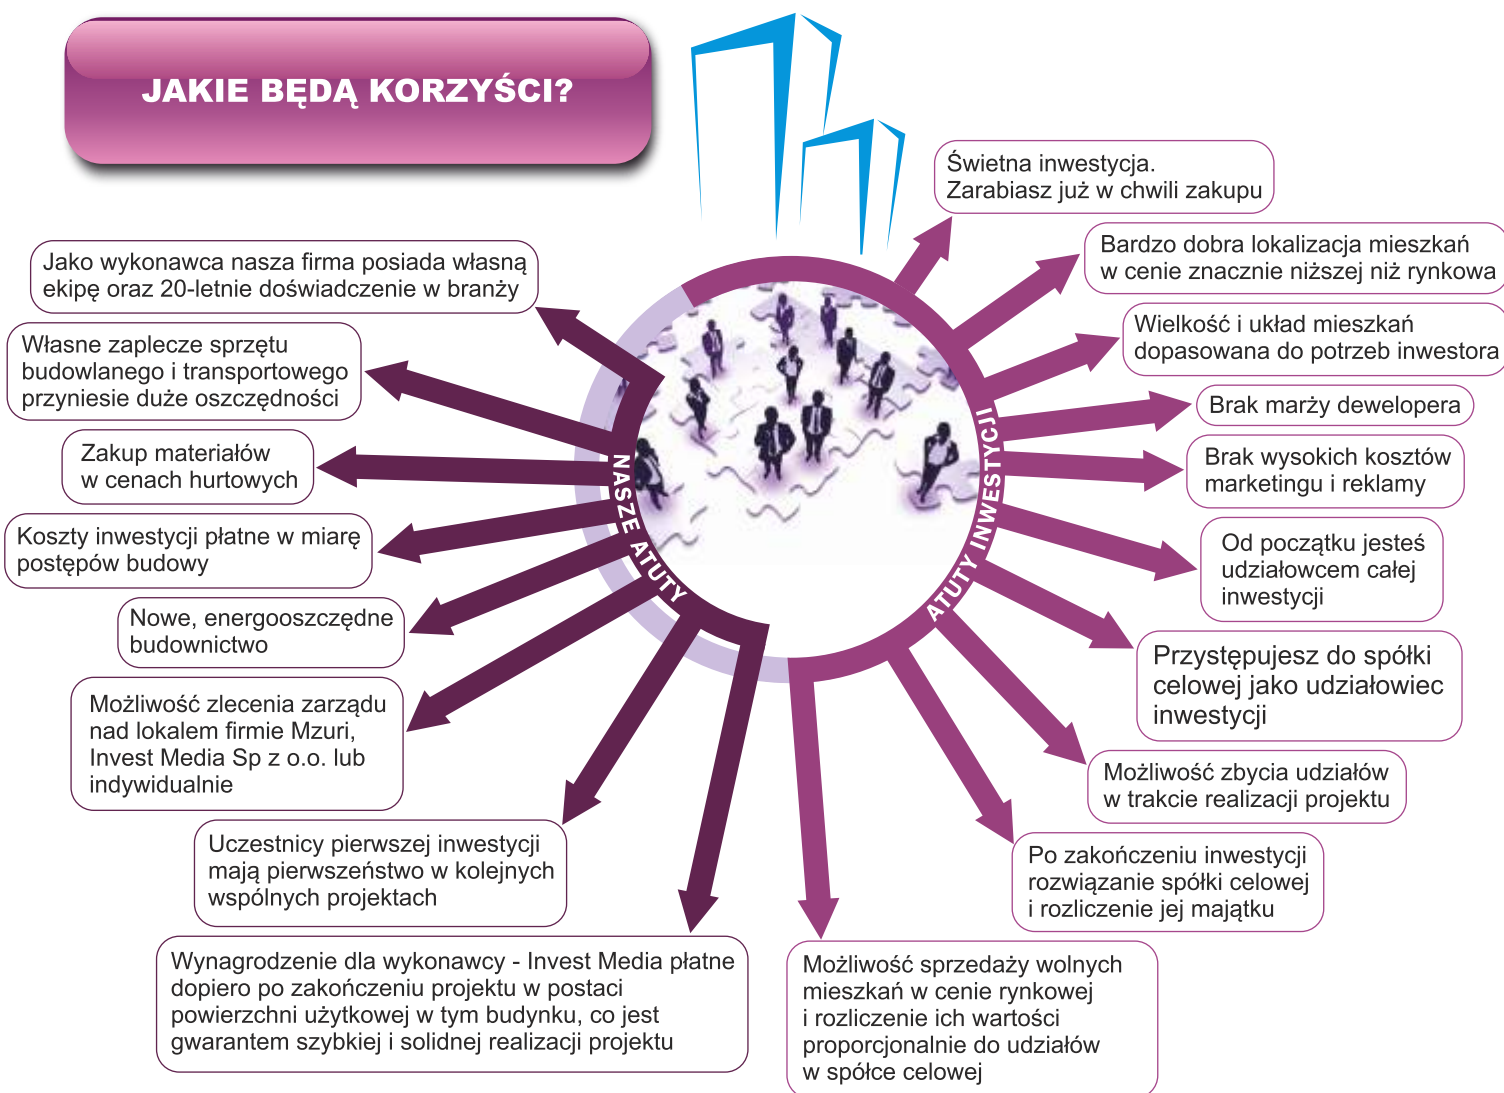 JAKIE BĘDĄ KORZYŚCI?
Świetna inwestycja.
Zarabiasz już w chwili zakupu
Bardzo dobra lokalizacja mieszkań
w cenie znacznie niższej niż rynkowa
Wielkość i układ mieszkań
dopasowana do potrzeb inwestora
Brak marży dewelopera
Brak wysokich kosztów
marketingu i reklamy
Od początku jesteś
udziałowcem całej
inwestycji
Przystępujesz do spółki
celowej jako udziałowiec
inwestycji
Możliwość zbycia udziałów
w trakcie realizacji projektu
Po zakończeniu inwestycji
rozwiązanie spółki celowej
i rozliczenie jej majątku
Możliwość sprzedaży wolnych
mieszkań w cenie rynkowej
i rozliczenie ich wartości
proporcjonalnie do udziałów
w spółce celowej
ATUTY INWESTYCJI
NASZE ATUTY
Jako wykonawca nasza firma posiada własną
ekipę oraz 20-letnie doświadczenie w branży
Własne zaplecze sprzętu
budowlanego i transportowego
przyniesie duże oszczędności
Zakup materiałów
w cenach hurtowych
Koszty inwestycji płatne w miarę
postępów budowy
Nowe, energooszczędne
budownictwo
Możliwość zlecenia zarządu
nad lokalem firmie Mzuri,
Invest Media Sp z o.o. lub
indywidualnie
Uczestnicy pierwszej inwestycji
mają pierwszeństwo w kolejnych
wspólnych projektach
Wynagrodzenie dla wykonawcy - Invest Media płatne
dopiero po zakończeniu projektu w postaci
powierzchni użytkowej w tym budynku, co jest
gwarantem szybkiej i solidnej realizacji projektu